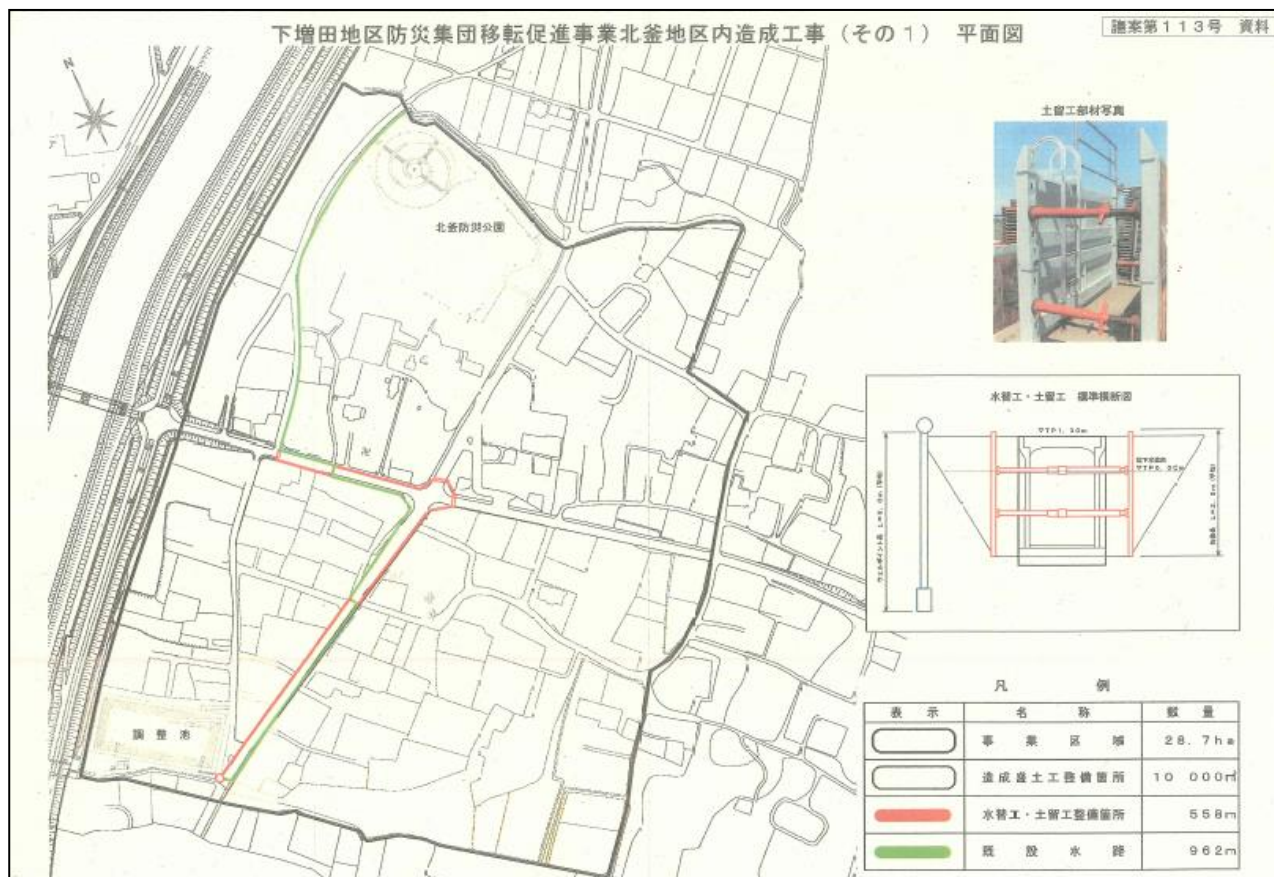 下増田地区防災集団移転促進事業北釜地区内造成工事（その１） 平面図
議案第１１３号 資料
N
土留工部材写真
北釜防災公園
水替工・土留工 標準横断図
▽TP1.30m
卍
調整池
凡 例
表 示 名 称 数 量
事 業 区 域 28.7ha
造成盛土工整備箇所 10 000㎡
水替工・土留工整備箇所 558m
既 設 水 路 962m